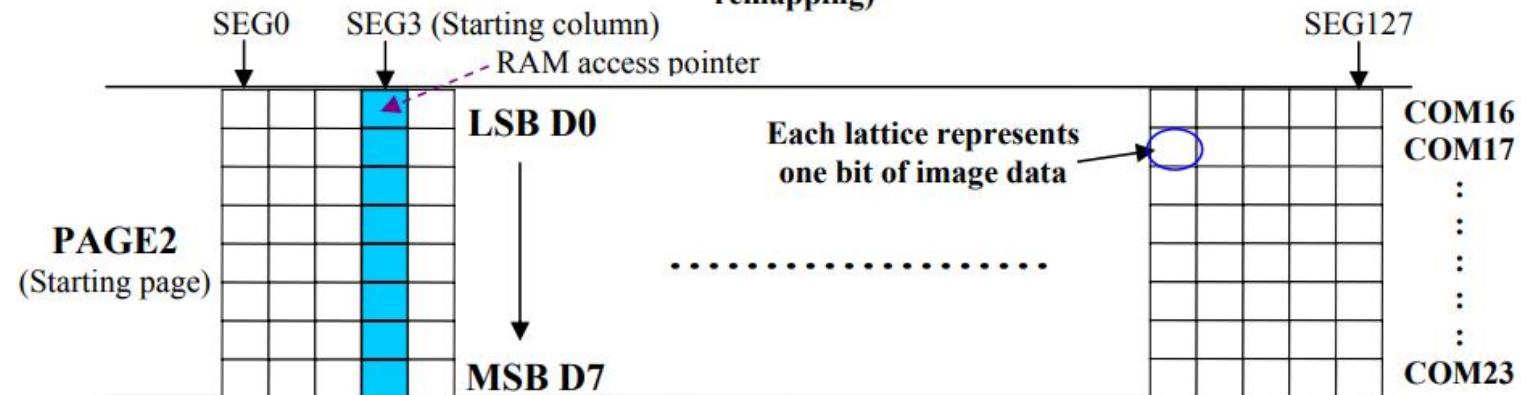 remapping)
SEG0 SEG3 (Starting column) SEG127
RAM access pointer
LSB D0
Each lattice represents
one bit of image data
COM16
COM17
:
:
:
:
:
PAGE2
(Starting page)
....................
MSB D7
COM23